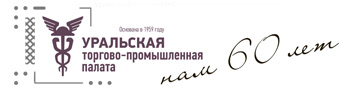 Основана в 1959 году
УРАЛЬСКАЯ
торгово-промышленная
палата
нам 60 лет